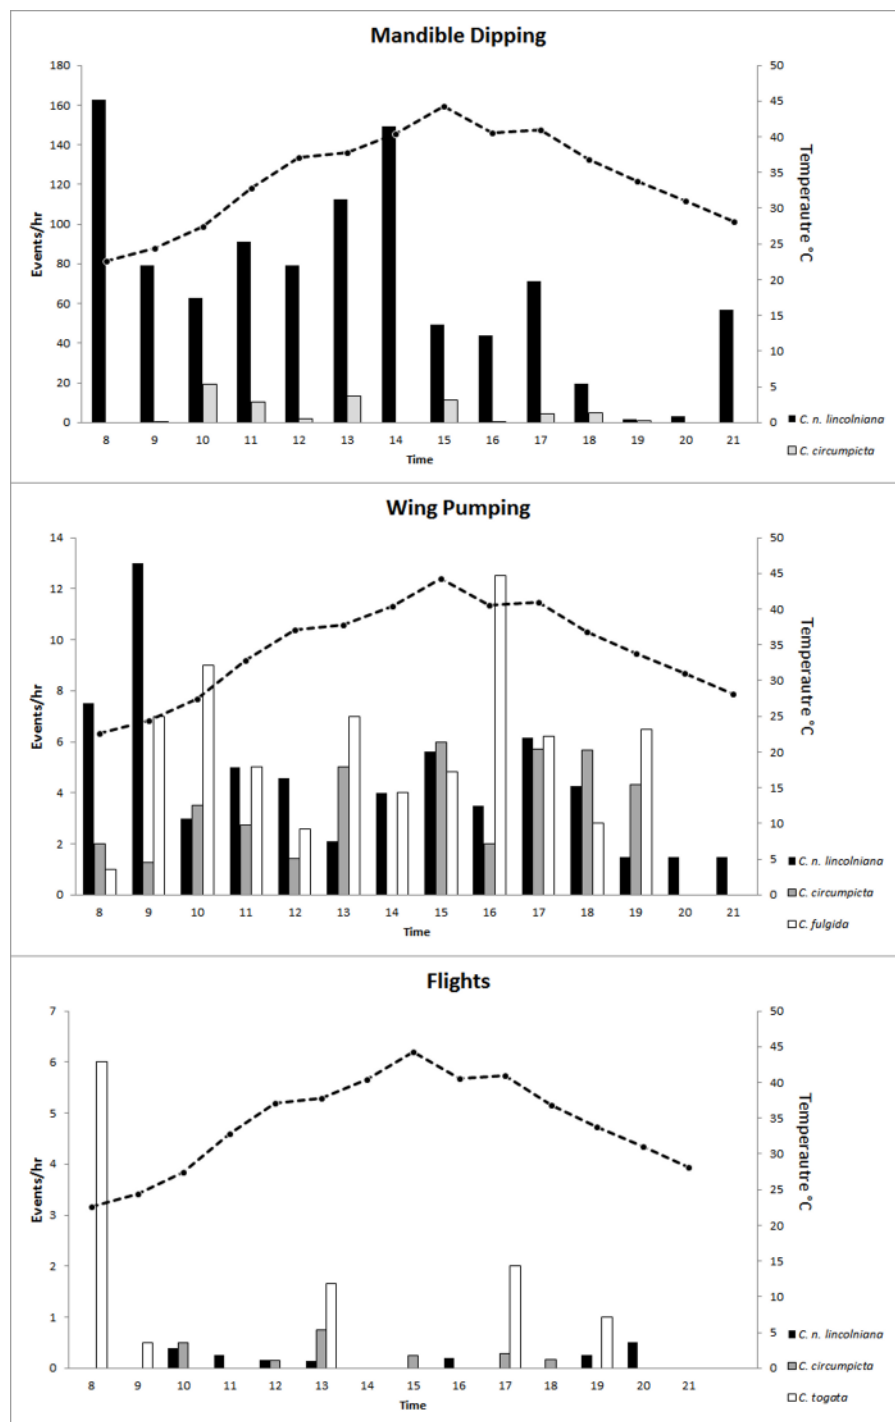 Mandible Dipping
180
160
140
120
100
80
60
40
20
0
Events/hr
50
45
40
35
30
25
20
15
10
5
0
Temperautre °C
8 9 10 11 12 13 14 15 16 17 18 19 20 21
Time
C. n. lincolniana
C. circumpicta
Wing Pumping
14
12
10
8
6
4
2
0
Events/hr
50
45
40
35
30
25
20
15
10
5
0
Temperautre °C
8 9 10 11 12 13 14 15 16 17 18 19 20 21
Time
C. n. lincolniana
C. circumpicta
C. fulgida
Flights
7
6
5
4
3
2
1
0
Events/hr
50
45
40
35
30
25
20
15
10
5
0
Temperautre °C
8 9 10 11 12 13 14 15 16 17 18 19 20 21
Time
C. n. lincolniana
C. circumpicta
C. togata